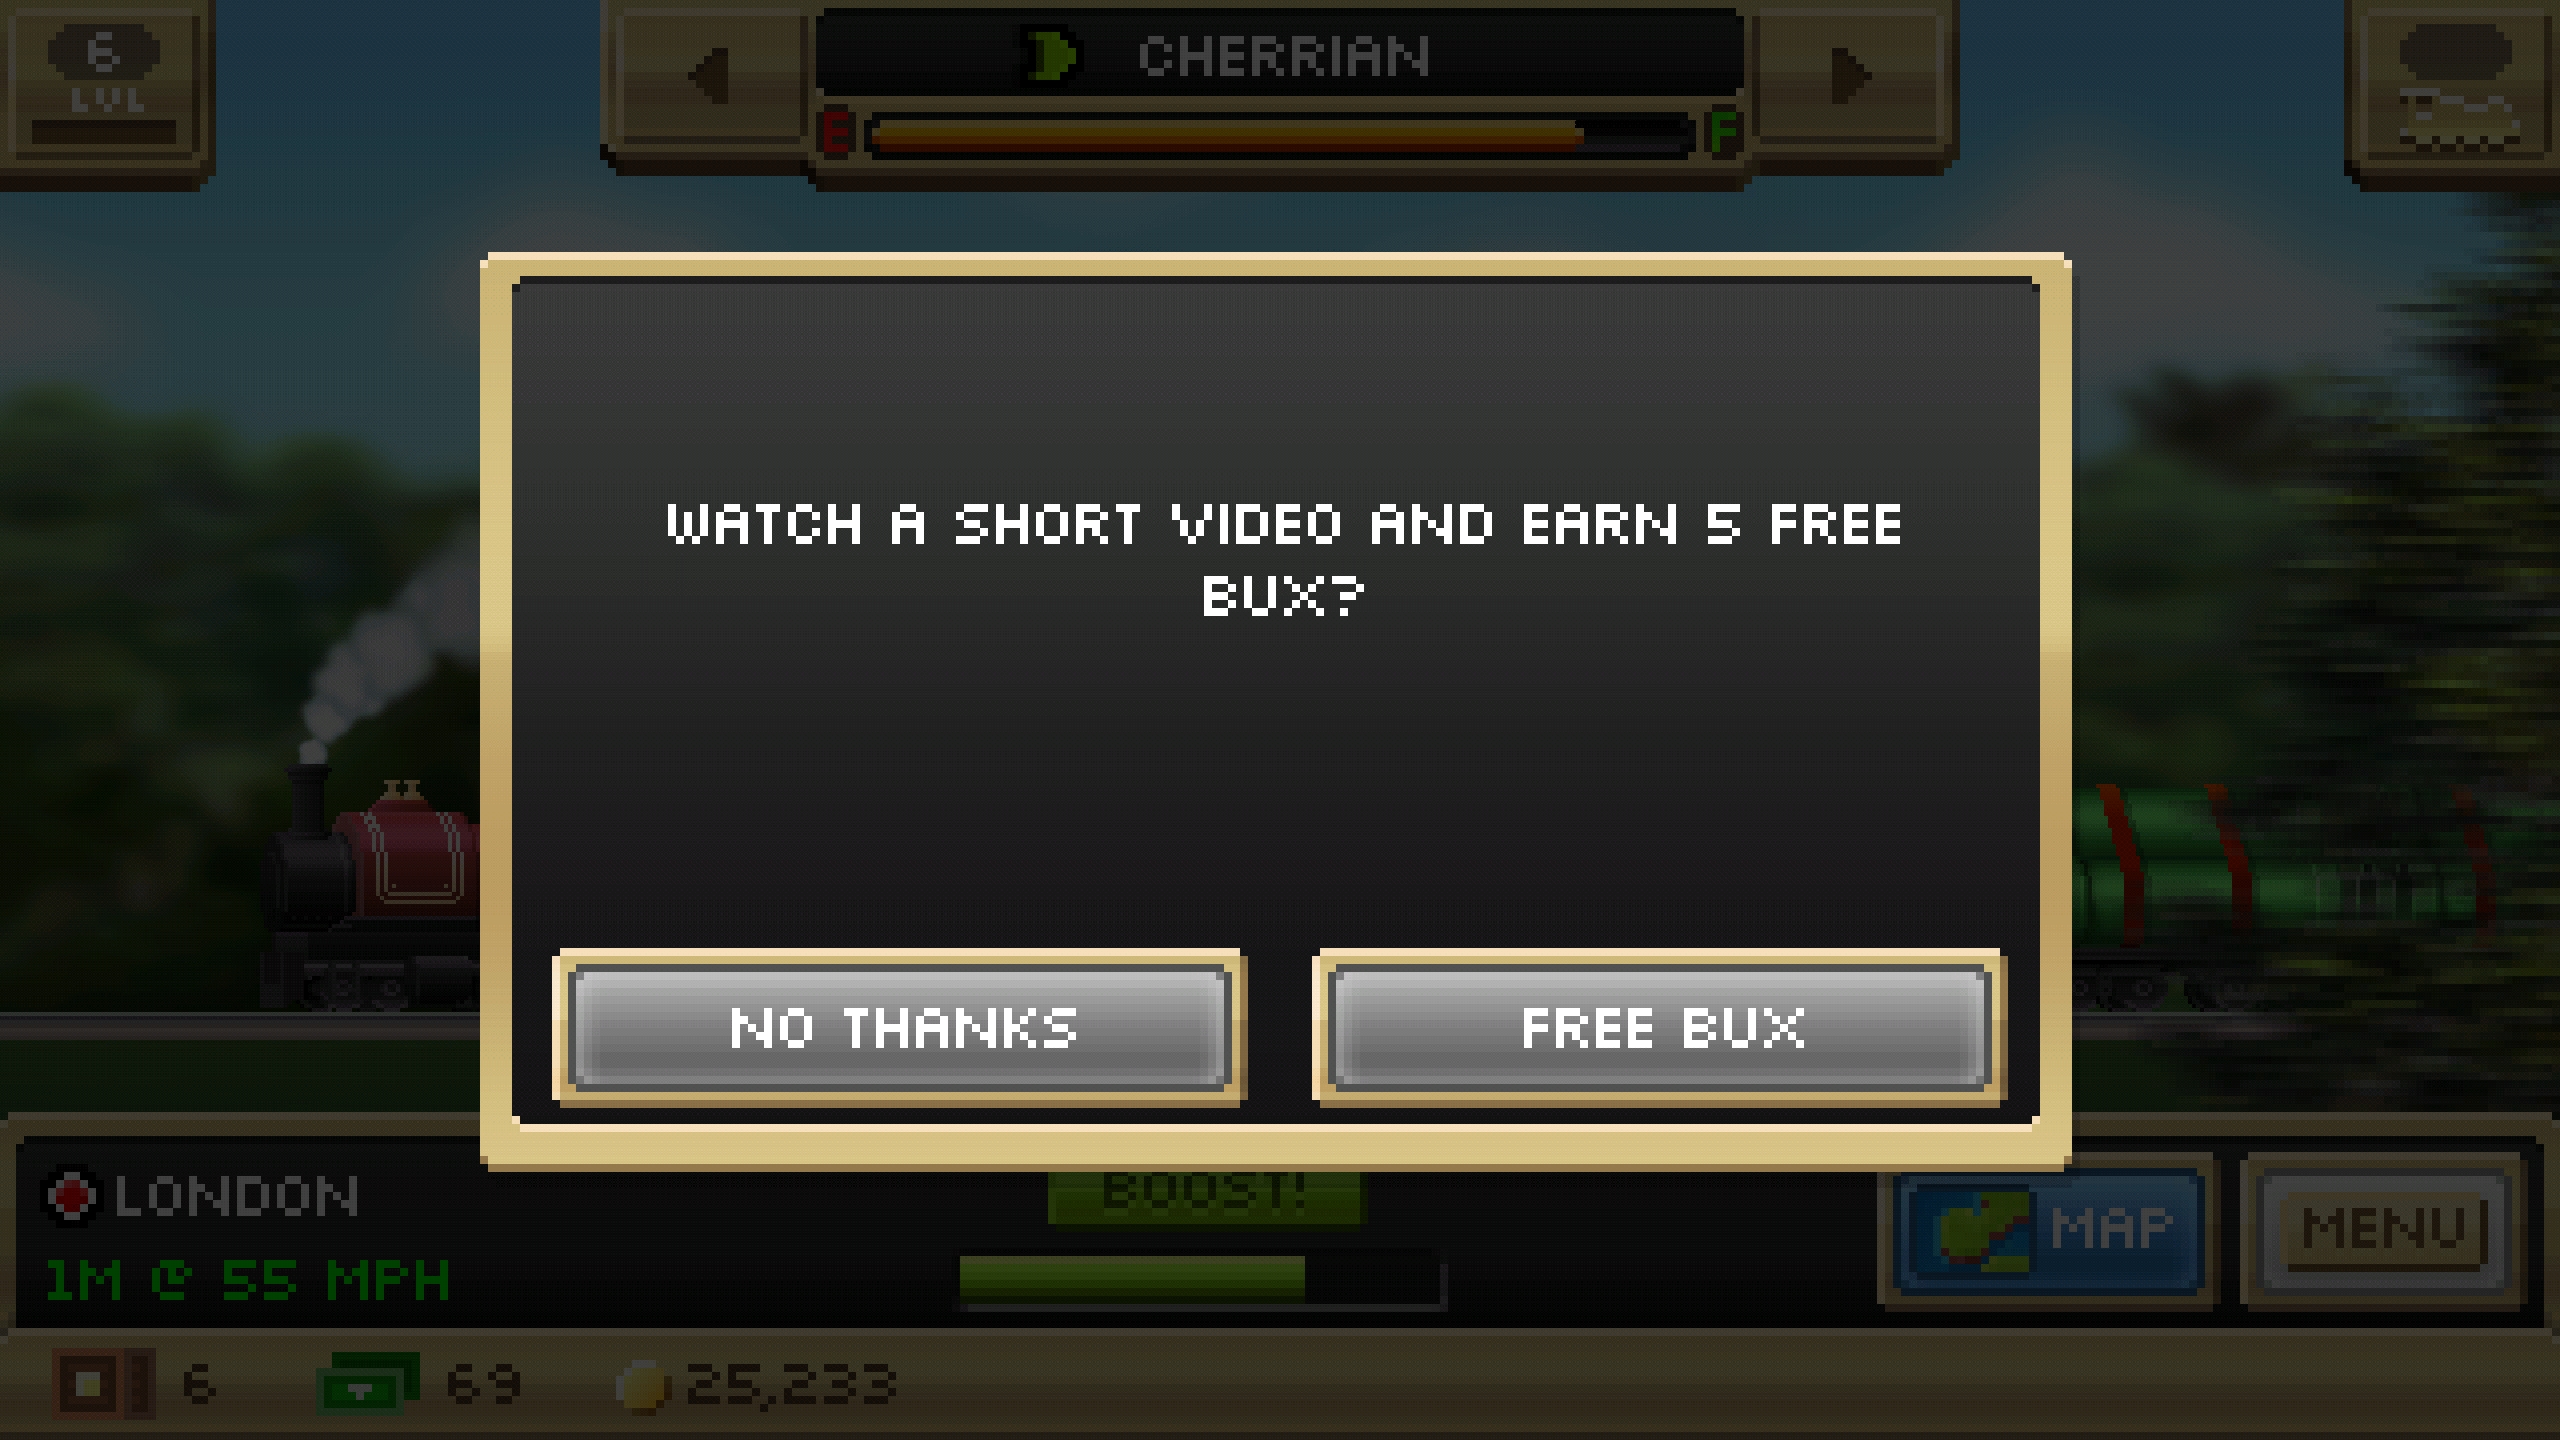 6
LVL
CHERRIAN
E
F
WATCH A SHORT VIDEO AND EARN 5 FREE
BUX?
NO THANKS
FREE BUX
LONDON
1M @ 55 MPH
BOOST!
MAP
MENU
6
69
25,233